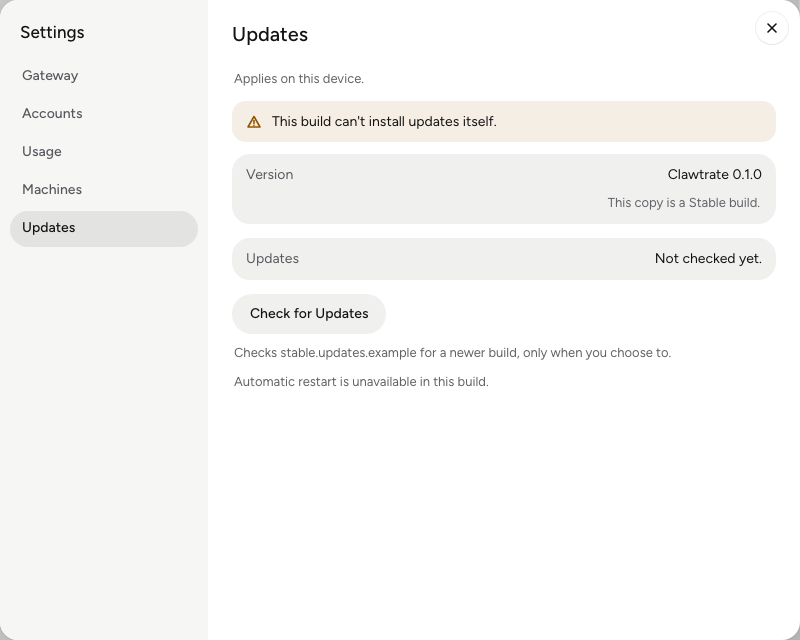 Settings
Gateway
Accounts
Usage
Machines
Updates
Updates
Applies on this device.
This build can't install updates itself.
Version
Clawtrate 0.1.0
This copy is a Stable build.
Updates
Not checked yet.
Check for Updates
Checks stable.updates.example for a newer build, only when you choose to.
Automatic restart is unavailable in this build.